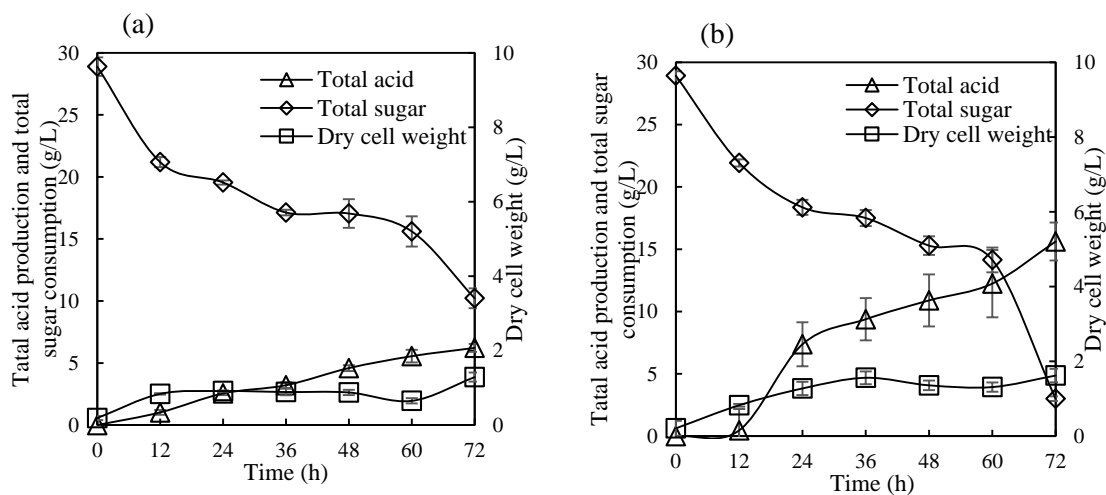 (a)
Tatal acid production and total
sugar consumption (g/L)
30
25
20
15
10
5
0
Total acid
Total sugar
Dry cell weight
10
8
6
4
2
0
Dry cell weight (g/L)
0 12 24 36 48 60 72
Time (h)
(b)
Tatal acid production and total sugar
consumption (g/L)
30
25
20
15
10
5
0
Total acid
Total sugar
Dry cell weight
10
8
6
4
2
0
Dry cell weight (g/L)
0 12 24 36 48 60 72
Time (h)